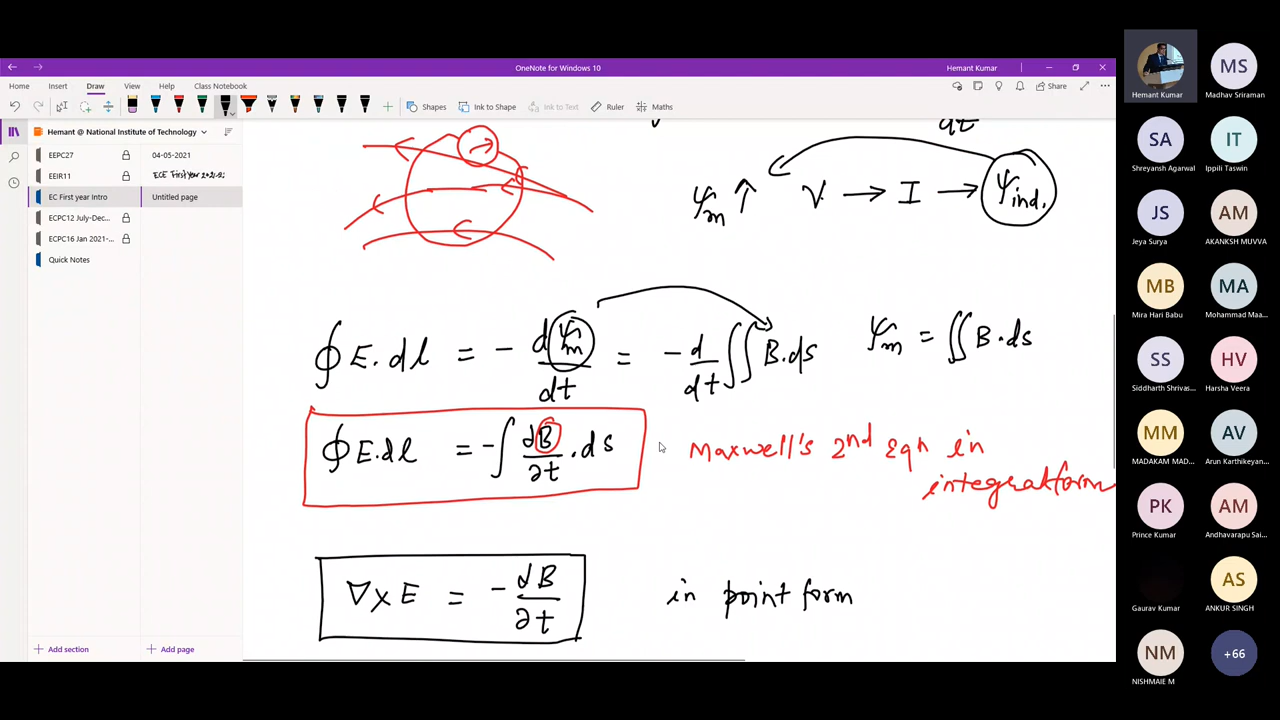 OneNote for Windows 10
Hemant Kumar
Home Insert Draw View Help Class Notebook
Share
Shapes Ink to Shape Ink to Text Ruler Maths
Hemant @ National Institute of Technology
EEPC27
EEIR11
EC First year Intro
ECPC12 July-Dec...
ECPC16 Jan 2021-...
Quick Notes
04-05-2021
ECE First Year 2021-22
Untitled page
Add section
Add page
ψm ↑ V → I → ψind.
∮ E. dl = - dψm/dt = - d/dt ∬ B. ds
ψm = ∬ B. ds
∮ E. dl = - ∫ dB/∂t . ds
Maxwell's 2nd Eqn in
integral form
∇ X E = - dB/∂t
in point form
Hemant Kumar
MS
Madhav Sriraman
SA
Shreyansh Agarwal
IT
Ippili Taswin
JS
Jeya Surya
AM
AKANKSH MUVVA
MB
Mira Hari Babu
MA
Mohammad Maa...
SS
Siddharth Shrivas...
HV
Harsha Veera
MM
MADAKAM MAD...
AV
Arun Karthikeyan...
PK
Prince Kumar
AM
Andhavarapu Sai...
Gaurav Kumar
AS
ANKUR SINGH
NM
NISHMAIE M
+66